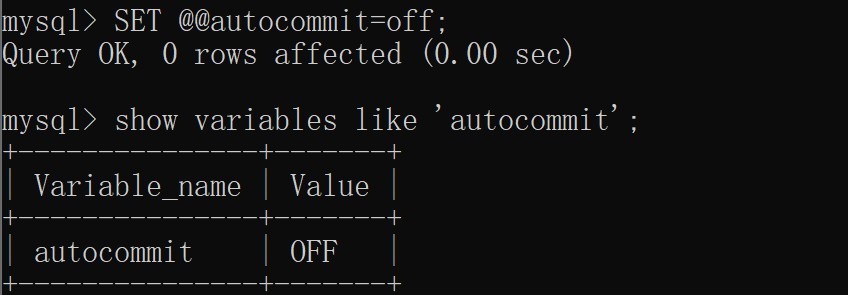 mysql> SET @@autocommit=off;
Query OK, 0 rows affected (0.00 sec)
mysql> show variables like 'autocommit';
+---------------+-------+
| Variable_name | Value |
+---------------+-------+
| autocommit    | OFF   |
+---------------+-------+